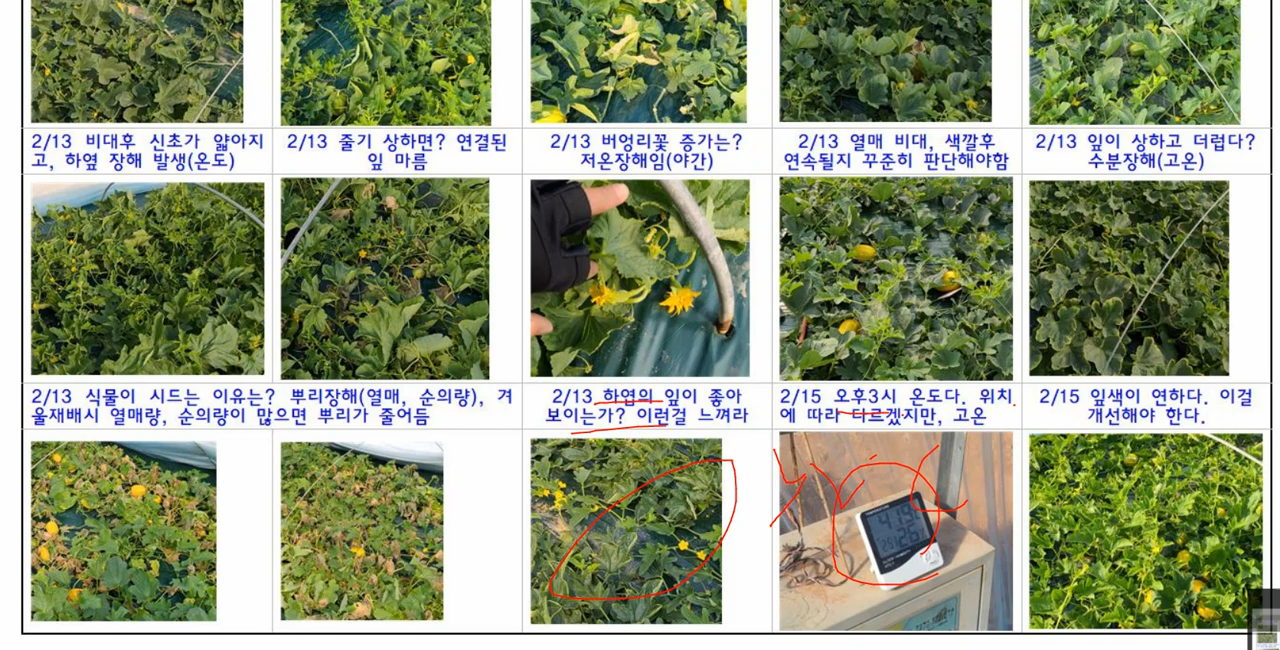 2/13 비대후 신초가 얇아지
고, 하옆 장해 발생(온도)
2/13 줄기 상하면? 연결된
잎 마름
2/13 버엉리꽃 증가는?
저온장해임(야간)
2/13 열매 비대, 색깔후
연속될지 꾸준히 판단해야함
2/13 잎이 상하고 더럽다?
수분장해(고온)
2/13 식물이 시드는 이유는? 뿌리장해(열매, 순의량), 겨
울재배시 열매량, 순의량이 많으면 뿌리가 줄어듬
2/13 하엽의 잎이 좋아
보이는가? 이런걸 느껴라
2/15 오후3시 온도다. 위치
에 따라 다르겠지만, 고온
2/15 잎색이 연하다. 이걸
개선해야 한다.